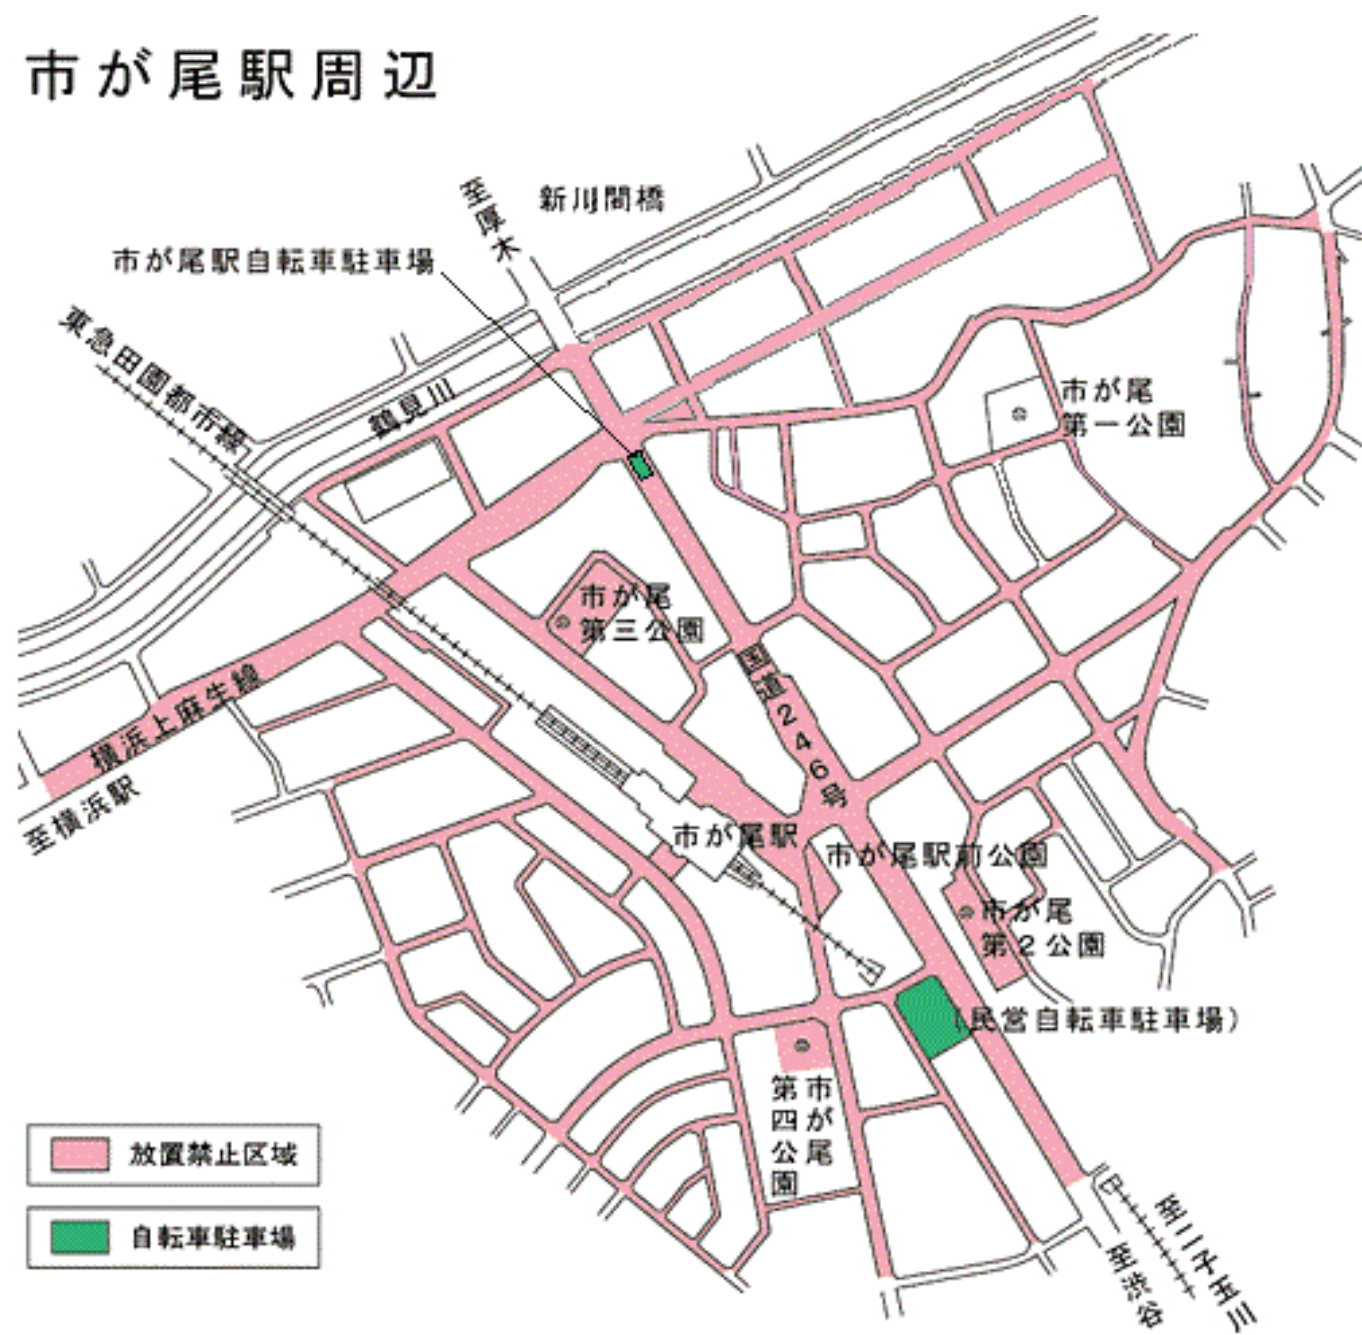 市が尾駅周辺
至厚木
新川間橋
市が尾駅自転車駐車場
東急田園都市線
鶴見川
市が尾
第一公園
市が尾
第三公園
国道246号
横浜上麻生線
至横浜駅
市が尾駅
市が尾駅前公園
市が尾
第2公園
(民営自転車駐車場)
市が尾
第四公園
放置禁止区域
自転車駐車場
至二子玉川
至渋谷